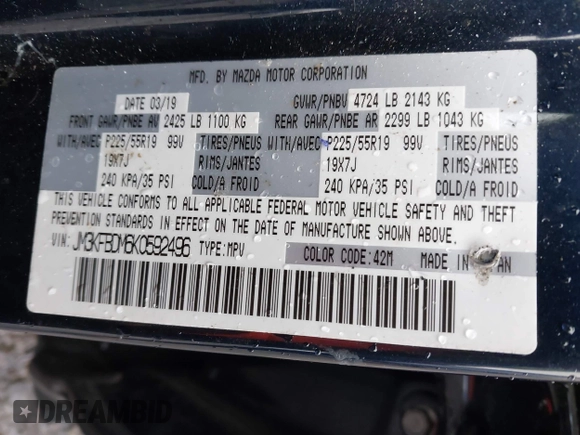 MFD. BY MAZDA MOTOR CORPORATION
DATE 03/19 GVWR/PNBV 4724 LB 2143 KG
FRONT GAWR/PNBE AV 2425 LB 1100 KG REAR GAWR/PNBE AR 2299 LB 1043 KG
WITH/AVEC P225/55R19 99V TIRES/PNEUS WITH/AVEC P225/55R19 99V TIRES/PNEUS
19X7J RIMS/JANTES 19X7J RIMS/JANTES
240 KPA/35 PSI COLD/A FROID 240 KPA/35 PSI COLD/A FROID
THIS VEHICLE CONFORMS TO ALL APPLICABLE FEDERAL MOTOR VEHICLE SAFETY AND THEFT
PREVENTION STANDARDS IN EFFECT ON THE DATE OF MANUFACTURE SHOWN ABOVE.
VIN: JM3KFBDM6K0592496 TYPE:MPV COLOR CODE:42M MADE IN
DREAMBID